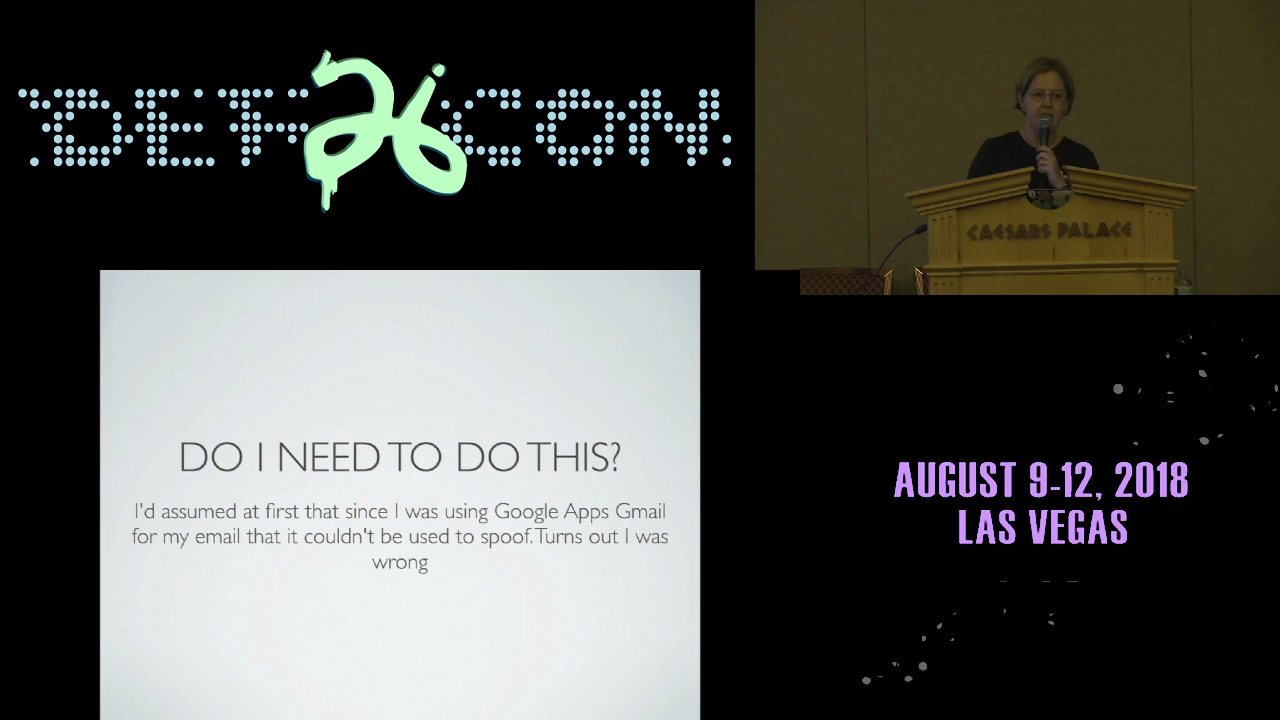 DEF 26 CON
CAESARS PALACE
DO I NEED TO DO THIS?
I'd assumed at first that since I was using Google Apps Gmail
for my email that it couldn't be used to spoof. Turns out I was
wrong
AUGUST 9-12, 2018
LAS VEGAS